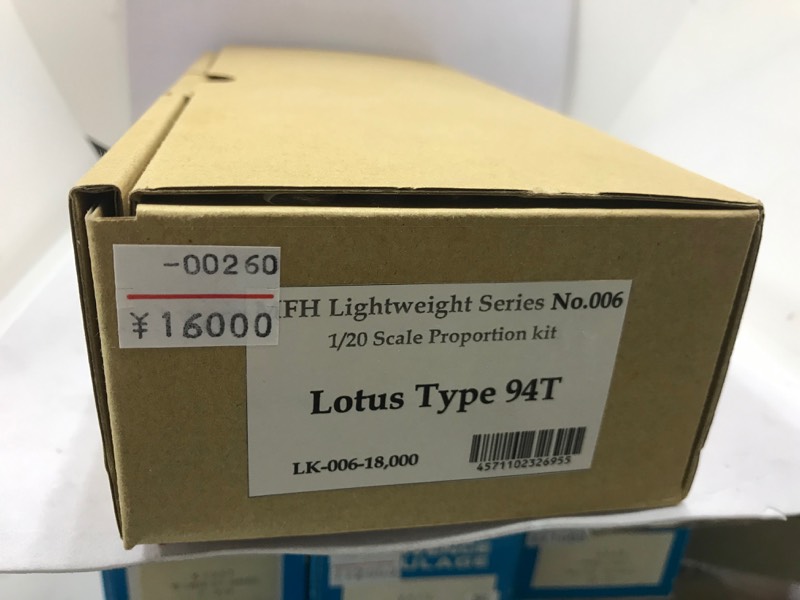 -00260
¥16000
FH Lightweight Series No.006
1/20 Scale Proportion kit
Lotus Type 94T
LK-006-18,000
4571102326955